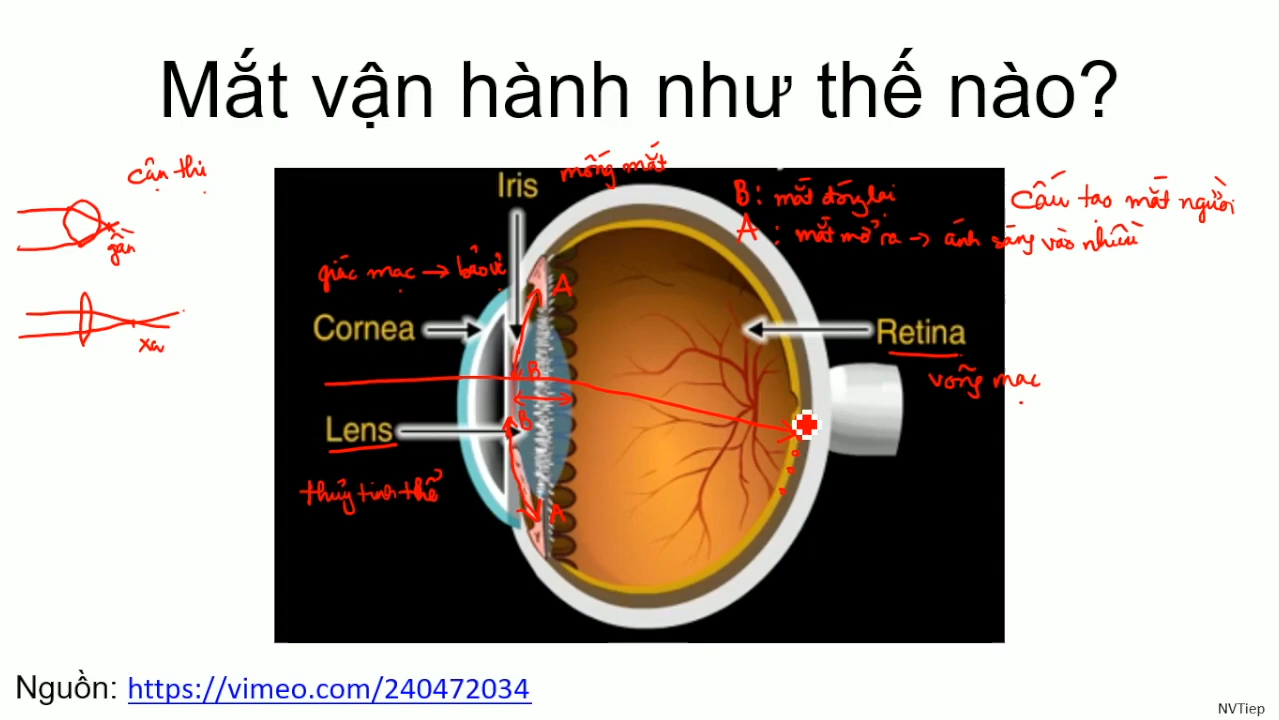 Mắt vận hành như thế nào?
cận thị
gần
xa
Iris
mống mắt
B: mắt đóng lại
A: mắt mở ra → ánh sáng vào nhiều
Cấu tạo mắt người
giác mạc → bảo vệ
A
Cornea
Retina
võng mạc
B
B
Lens
thủy tinh thể
A
Nguồn: https://vimeo.com/240472034
NVTiep